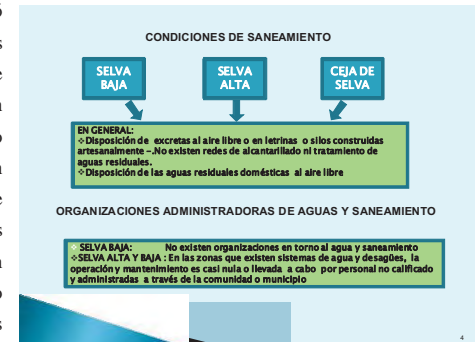 CONDICIONES DE SANEAMIENTO
SELVA
BAJA
SELVA
ALTA
CEJA DE
SELVA
EN GENERAL:
❖Disposición de excretas al aire libre o en letrinas o silos construidas
artesanalmente –.No existen redes de alcantarillado ni tratamiento de
aguas residuales.
❖Disposición de las aguas residuales domésticas al aire libre
ORGANIZACIONES ADMINISTRADORAS DE AGUAS Y SANEAMIENTO
❖ SELVA BAJA: No existen organizaciones en torno al agua y saneamiento
❖SELVA ALTA Y BAJA : En las zonas que existen sistemas de agua y desagües, la
operación y mantenimiento es casi nula o llevada a cabo por personal no calificado
y administradas a través de la comunidad o municipio
4